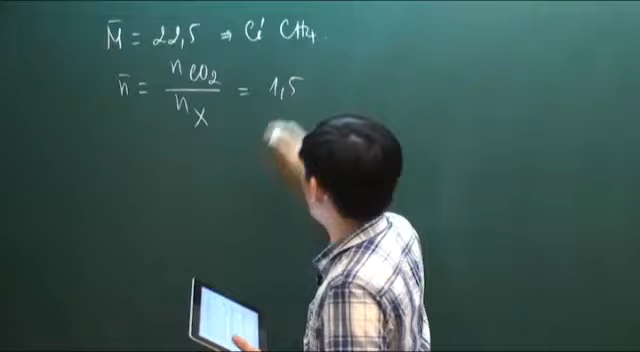 M̄ = 22,5 ⇒ Có CH₄.
n̄ = nCO₂ / nX = 1,5